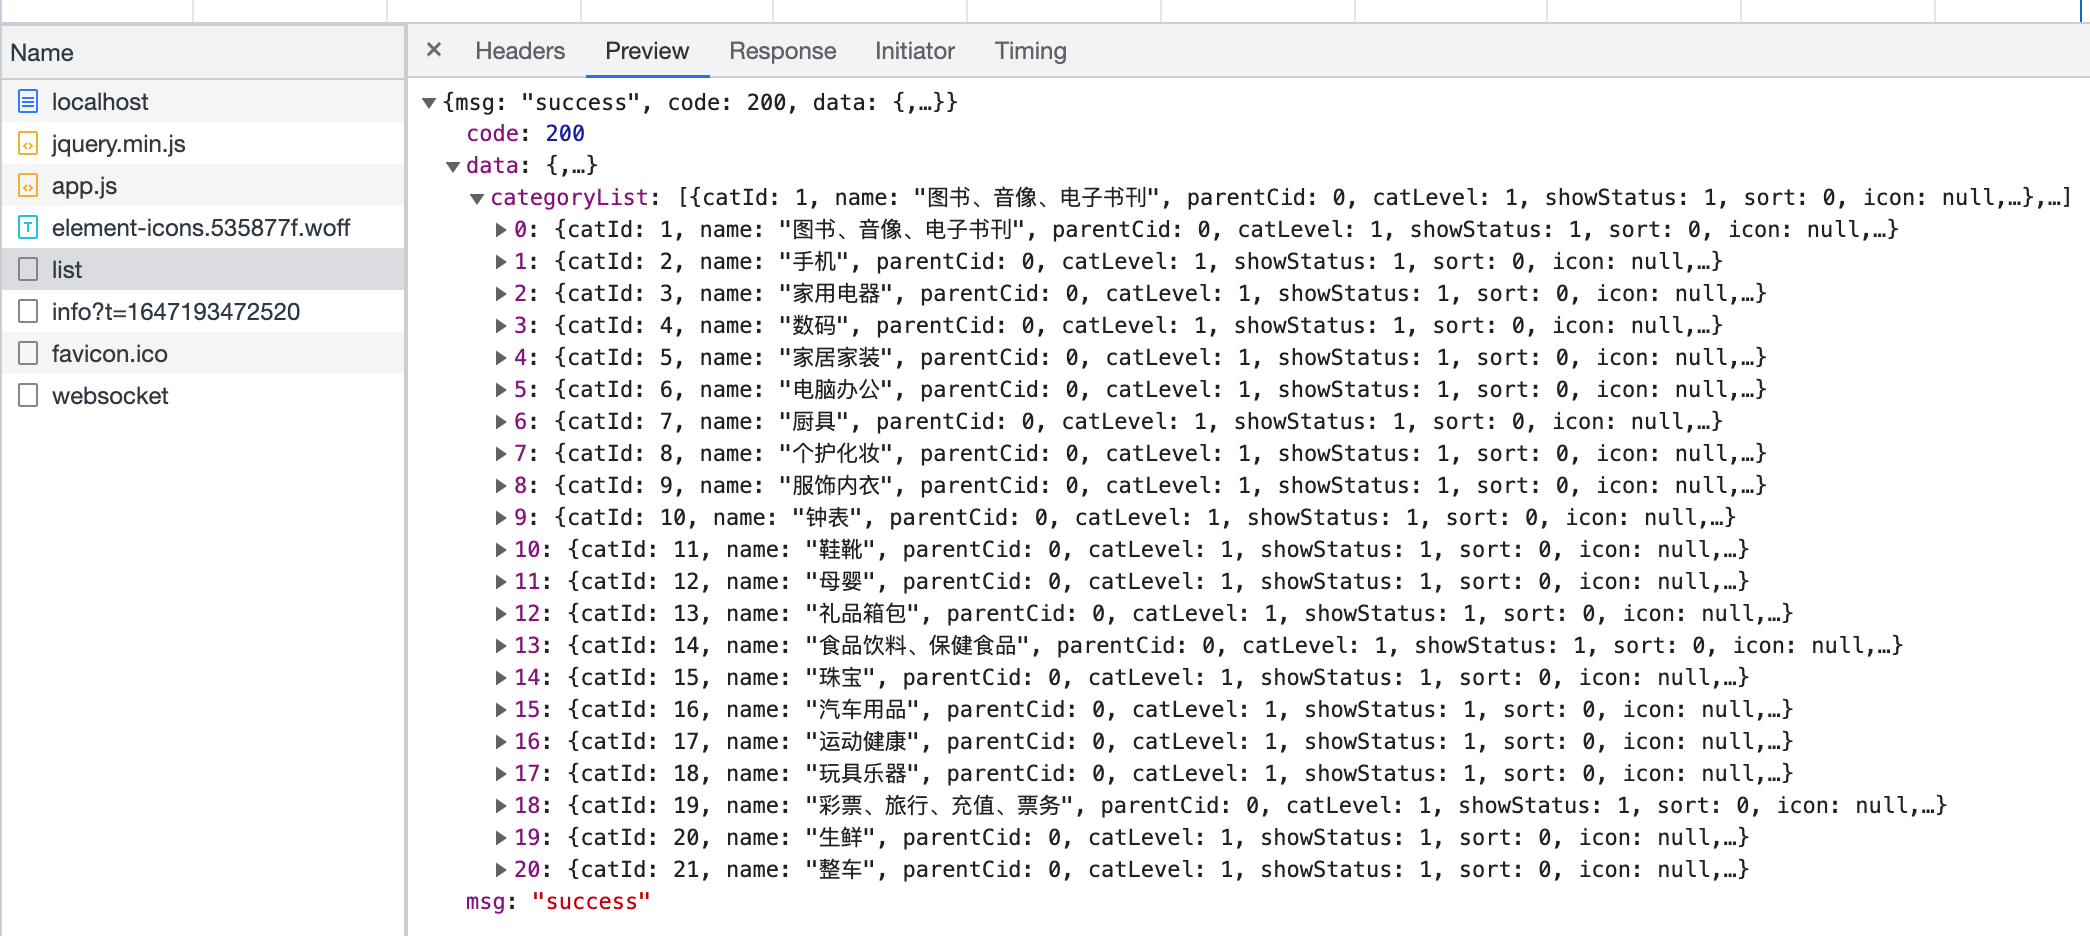 Name
localhost
jquery.min.js
app.js
element-icons.535877f.woff
list
info?t=1647193472520
favicon.ico
websocket
× Headers Preview Response Initiator Timing
▼{msg: "success", code: 200, data: {,…}}
code: 200
▼data: {,…}
▼categoryList: [{catId: 1, name: "图书、音像、电子书刊", parentCid: 0, catLevel: 1, showStatus: 1, sort: 0, icon: null,…},…]
▶0: {catId: 1, name: "图书、音像、电子书刊", parentCid: 0, catLevel: 1, showStatus: 1, sort: 0, icon: null,…}
▶1: {catId: 2, name: "手机", parentCid: 0, catLevel: 1, showStatus: 1, sort: 0, icon: null,…}
▶2: {catId: 3, name: "家用电器", parentCid: 0, catLevel: 1, showStatus: 1, sort: 0, icon: null,…}
▶3: {catId: 4, name: "数码", parentCid: 0, catLevel: 1, showStatus: 1, sort: 0, icon: null,…}
▶4: {catId: 5, name: "家居家装", parentCid: 0, catLevel: 1, showStatus: 1, sort: 0, icon: null,…}
▶5: {catId: 6, name: "电脑办公", parentCid: 0, catLevel: 1, showStatus: 1, sort: 0, icon: null,…}
▶6: {catId: 7, name: "厨具", parentCid: 0, catLevel: 1, showStatus: 1, sort: 0, icon: null,…}
▶7: {catId: 8, name: "个护化妆", parentCid: 0, catLevel: 1, showStatus: 1, sort: 0, icon: null,…}
▶8: {catId: 9, name: "服饰内衣", parentCid: 0, catLevel: 1, showStatus: 1, sort: 0, icon: null,…}
▶9: {catId: 10, name: "钟表", parentCid: 0, catLevel: 1, showStatus: 1, sort: 0, icon: null,…}
▶10: {catId: 11, name: "鞋靴", parentCid: 0, catLevel: 1, showStatus: 1, sort: 0, icon: null,…}
▶11: {catId: 12, name: "母婴", parentCid: 0, catLevel: 1, showStatus: 1, sort: 0, icon: null,…}
▶12: {catId: 13, name: "礼品箱包", parentCid: 0, catLevel: 1, showStatus: 1, sort: 0, icon: null,…}
▶13: {catId: 14, name: "食品饮料、保健食品", parentCid: 0, catLevel: 1, showStatus: 1, sort: 0, icon: null,…}
▶14: {catId: 15, name: "珠宝", parentCid: 0, catLevel: 1, showStatus: 1, sort: 0, icon: null,…}
▶15: {catId: 16, name: "汽车用品", parentCid: 0, catLevel: 1, showStatus: 1, sort: 0, icon: null,…}
▶16: {catId: 17, name: "运动健康", parentCid: 0, catLevel: 1, showStatus: 1, sort: 0, icon: null,…}
▶17: {catId: 18, name: "玩具乐器", parentCid: 0, catLevel: 1, showStatus: 1, sort: 0, icon: null,…}
▶18: {catId: 19, name: "彩票、旅行、充值、票务", parentCid: 0, catLevel: 1, showStatus: 1, sort: 0, icon: null,…}
▶19: {catId: 20, name: "生鲜", parentCid: 0, catLevel: 1, showStatus: 1, sort: 0, icon: null,…}
▶20: {catId: 21, name: "整车", parentCid: 0, catLevel: 1, showStatus: 1, sort: 0, icon: null,…}
msg: "success"